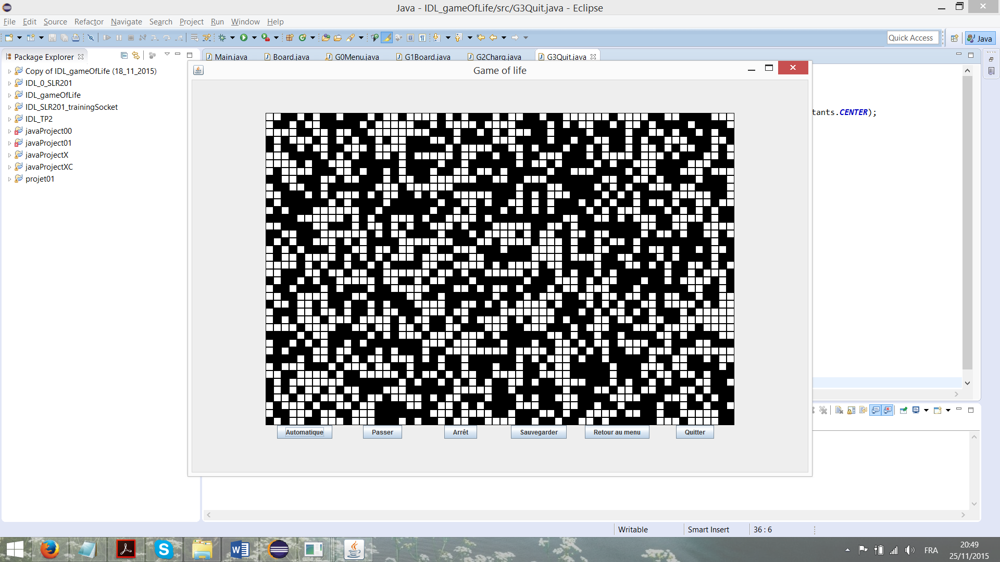 Java - IDL_gameOfLife/src/G3Quit.java - Eclipse
File Edit Source Refactor Navigate Search Project Run Window Help
Quick Access
Java
Package Explorer
Main.java Board.java G0Menu.java G1Board.java G2Charg.java G3Quit.java
Copy of IDL_gameOfLife (18_11_2015)
IDL_0_SLR201
IDL_gameOfLife
IDL_SLR201_trainingSocket
IDL_TP2
javaProject00
javaProject01
javaProjectX
javaProjectXC
projet01
Game of life
tants.CENTER);
Automatique Passer Arrêt Sauvegarder Retour au menu Quitter
Writable Smart Insert 36 : 6
FRA
20:49
25/11/2015